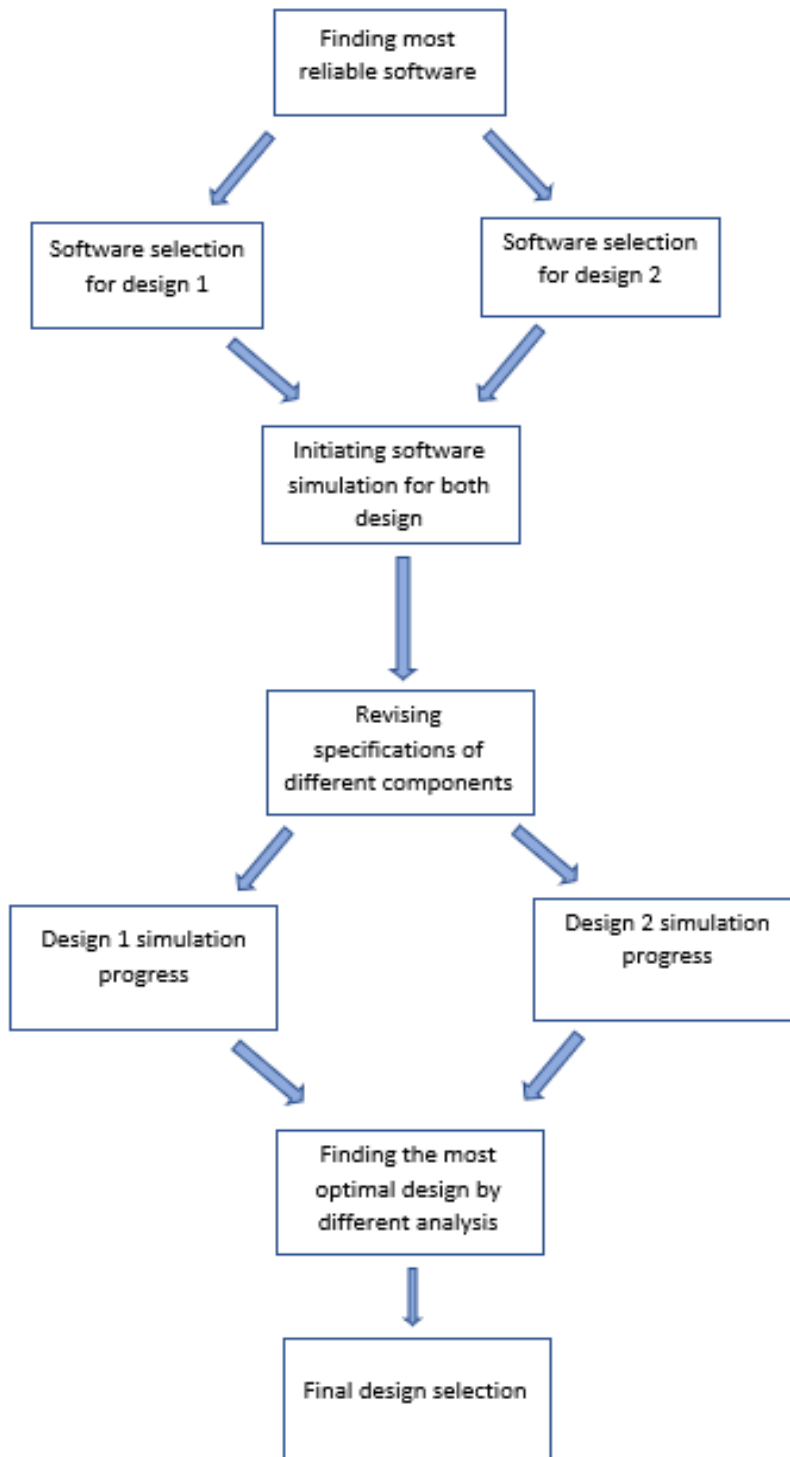 Finding most
reliable software
Software selection
for design 1
Software selection
for design 2
Initiating software
simulation for both
design
Revising
specifications of
different components
Design 1 simulation
progress
Design 2 simulation
progress
Finding the most
optimal design by
different analysis
Final design selection